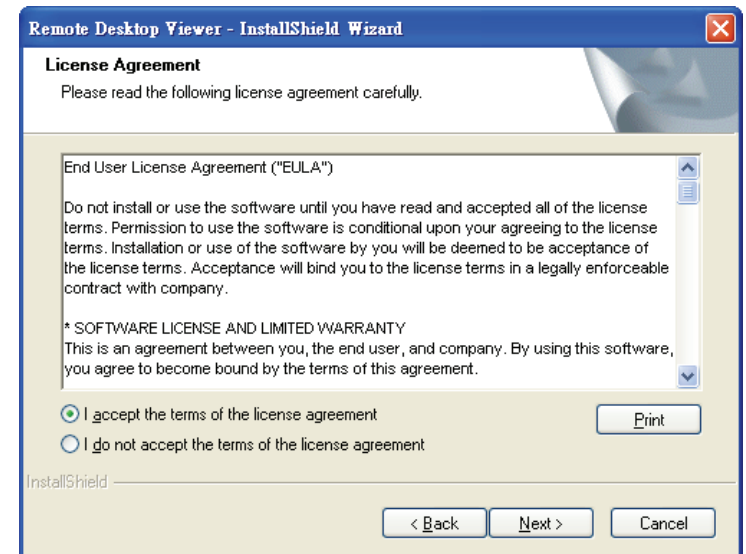 Remote Desktop Viewer - InstallShield Wizard
License Agreement
Please read the following license agreement carefully.
End User License Agreement ("EULA")
Do not install or use the software until you have read and accepted all of the license
terms. Permission to use the software is conditional upon your agreeing to the license
terms. Installation or use of the software by you will be deemed to be acceptance of
the license terms. Acceptance will bind you to the license terms in a legally enforceable
contract with company.
* SOFTWARE LICENSE AND LIMITED WARRANTY
This is an agreement between you, the end user, and company. By using this software,
you agree to become bound by the terms of this agreement.
I accept the terms of the license agreement
Print
I do not accept the terms of the license agreement
InstallShield
< Back Next > Cancel